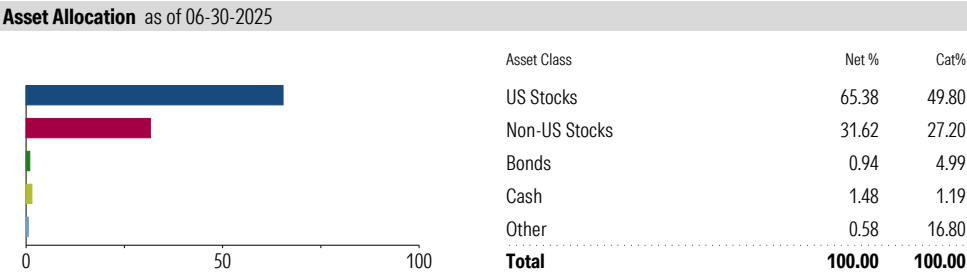 Asset Allocation as of 06-30-2025
Asset Class Net % Cat%
US Stocks 65.38 49.80
Non-US Stocks 31.62 27.20
Bonds 0.94 4.99
Cash 1.48 1.19
Other 0.58 16.80
Total 100.00 100.00
0 50 100